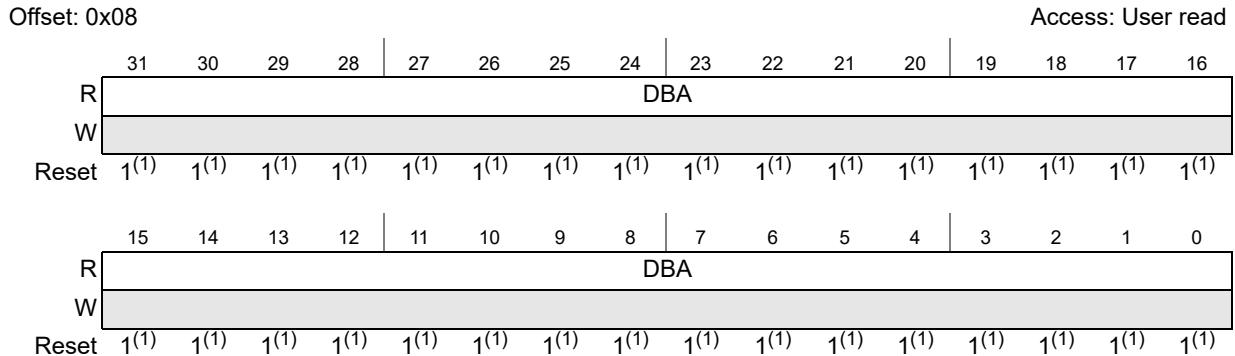 Offset: 0x08 Access: User read
31 30 29 28 27 26 25 24 23 22 21 20 19 18 17 16
R DBA
W
Reset 1(1) 1(1) 1(1) 1(1) 1(1) 1(1) 1(1) 1(1) 1(1) 1(1) 1(1) 1(1) 1(1) 1(1) 1(1) 1(1)
15 14 13 12 11 10 9 8 7 6 5 4 3 2 1 0
R DBA
W
Reset 1(1) 1(1) 1(1) 1(1) 1(1) 1(1) 1(1) 1(1) 1(1) 1(1) 1(1) 1(1) 1(1) 1(1) 1(1) 1(1)